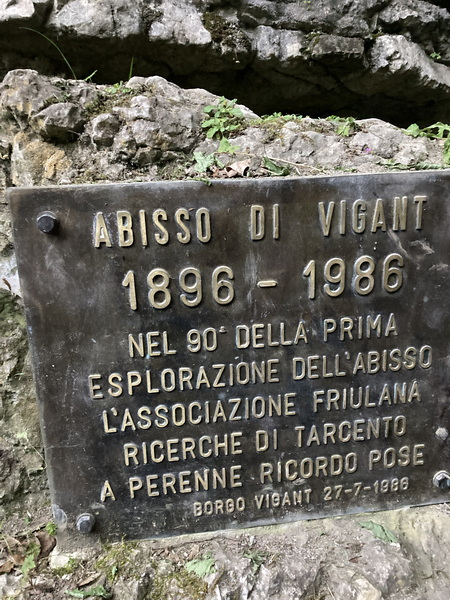 ABISSO DI VIGANT
1896 - 1986
NEL 90° DELLA PRIMA
ESPLORAZIONE DELL'ABISSO
L'ASSOCIAZIONE FRIULANA
RICERCHE DI TARCENTO
A PERENNE RICORDO POSE
BORGO VIGANT 27-7-1986